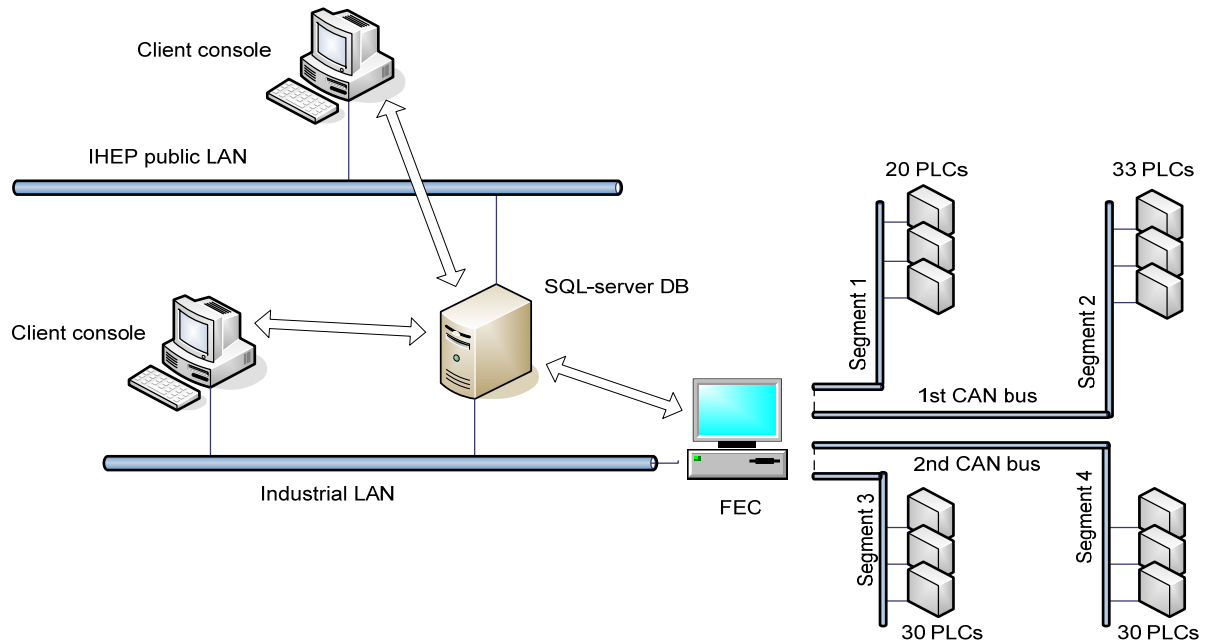 Client console
IHEP public LAN
20 PLCs
33 PLCs
Segment 1
Segment 2
SQL-server DB
Client console
1st CAN bus
2nd CAN bus
Industrial LAN
FEC
Segment 3
Segment 4
30 PLCs
30 PLCs